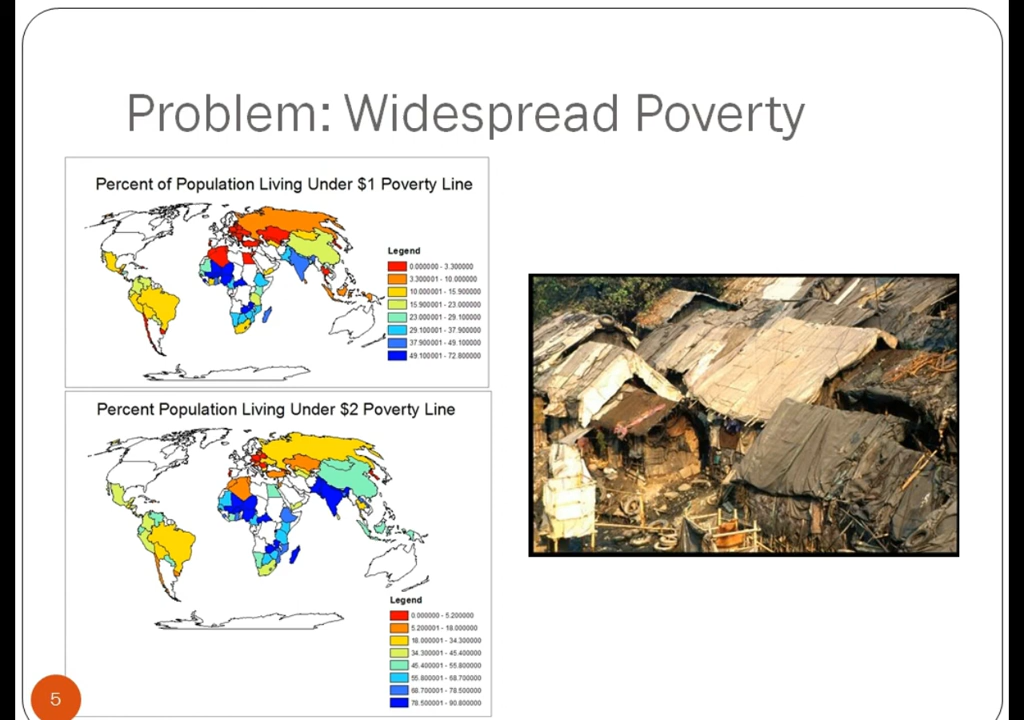 Problem: Widespread Poverty
Percent of Population Living Under $1 Poverty Line
Legend
0.000000 - 3.300000
3.300001 - 10.000000
10.000001 - 15.900000
15.900001 - 23.000000
23.000001 - 29.100000
29.100001 - 37.900000
37.900001 - 49.100000
49.100001 - 72.800000
Percent Population Living Under $2 Poverty Line
Legend
0.000000 - 5.200000
5.200001 - 18.000000
18.000001 - 34.300000
34.300001 - 45.400000
45.400001 - 55.800000
55.800001 - 68.700000
68.700001 - 78.500000
78.500001 - 90.800000
5